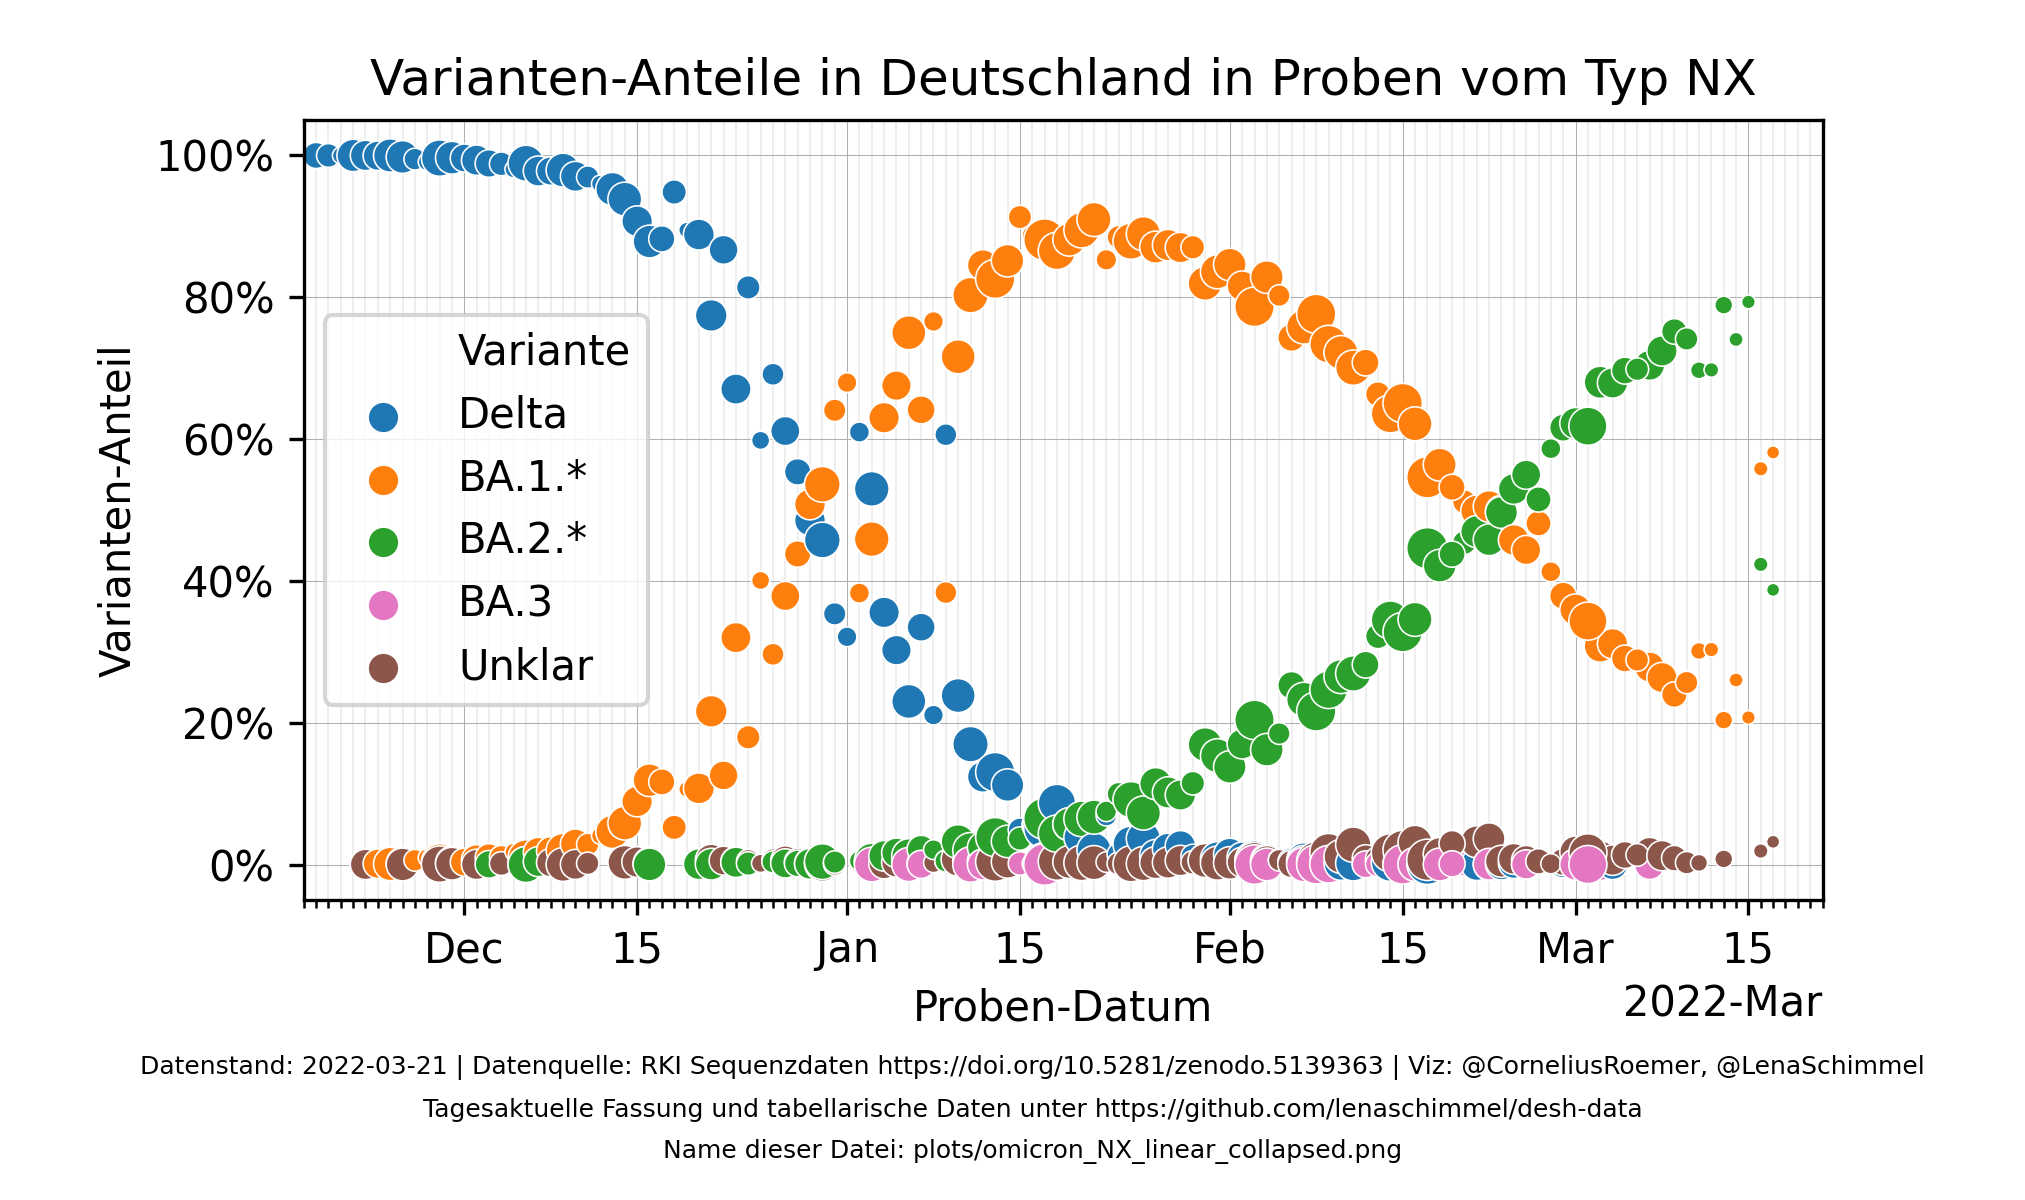 Varianten-Anteile in Deutschland in Proben vom Typ NX
100%
80%
60%
40%
20%
0%
Varianten-Anteil
Variante
Delta
BA.1.*
BA.2.*
BA.3
Unklar
Dec 15 Jan 15 Feb 15 Mar 15
Proben-Datum
2022-Mar
Datenstand: 2022-03-21 | Datenquelle: RKI Sequenzdaten https://doi.org/10.5281/zenodo.5139363 | Viz: @CorneliusRoemer, @LenaSchimmel
Tagesaktuelle Fassung und tabellarische Daten unter https://github.com/lenaschimmel/desh-data
Name dieser Datei: plots/omicron_NX_linear_collapsed.png